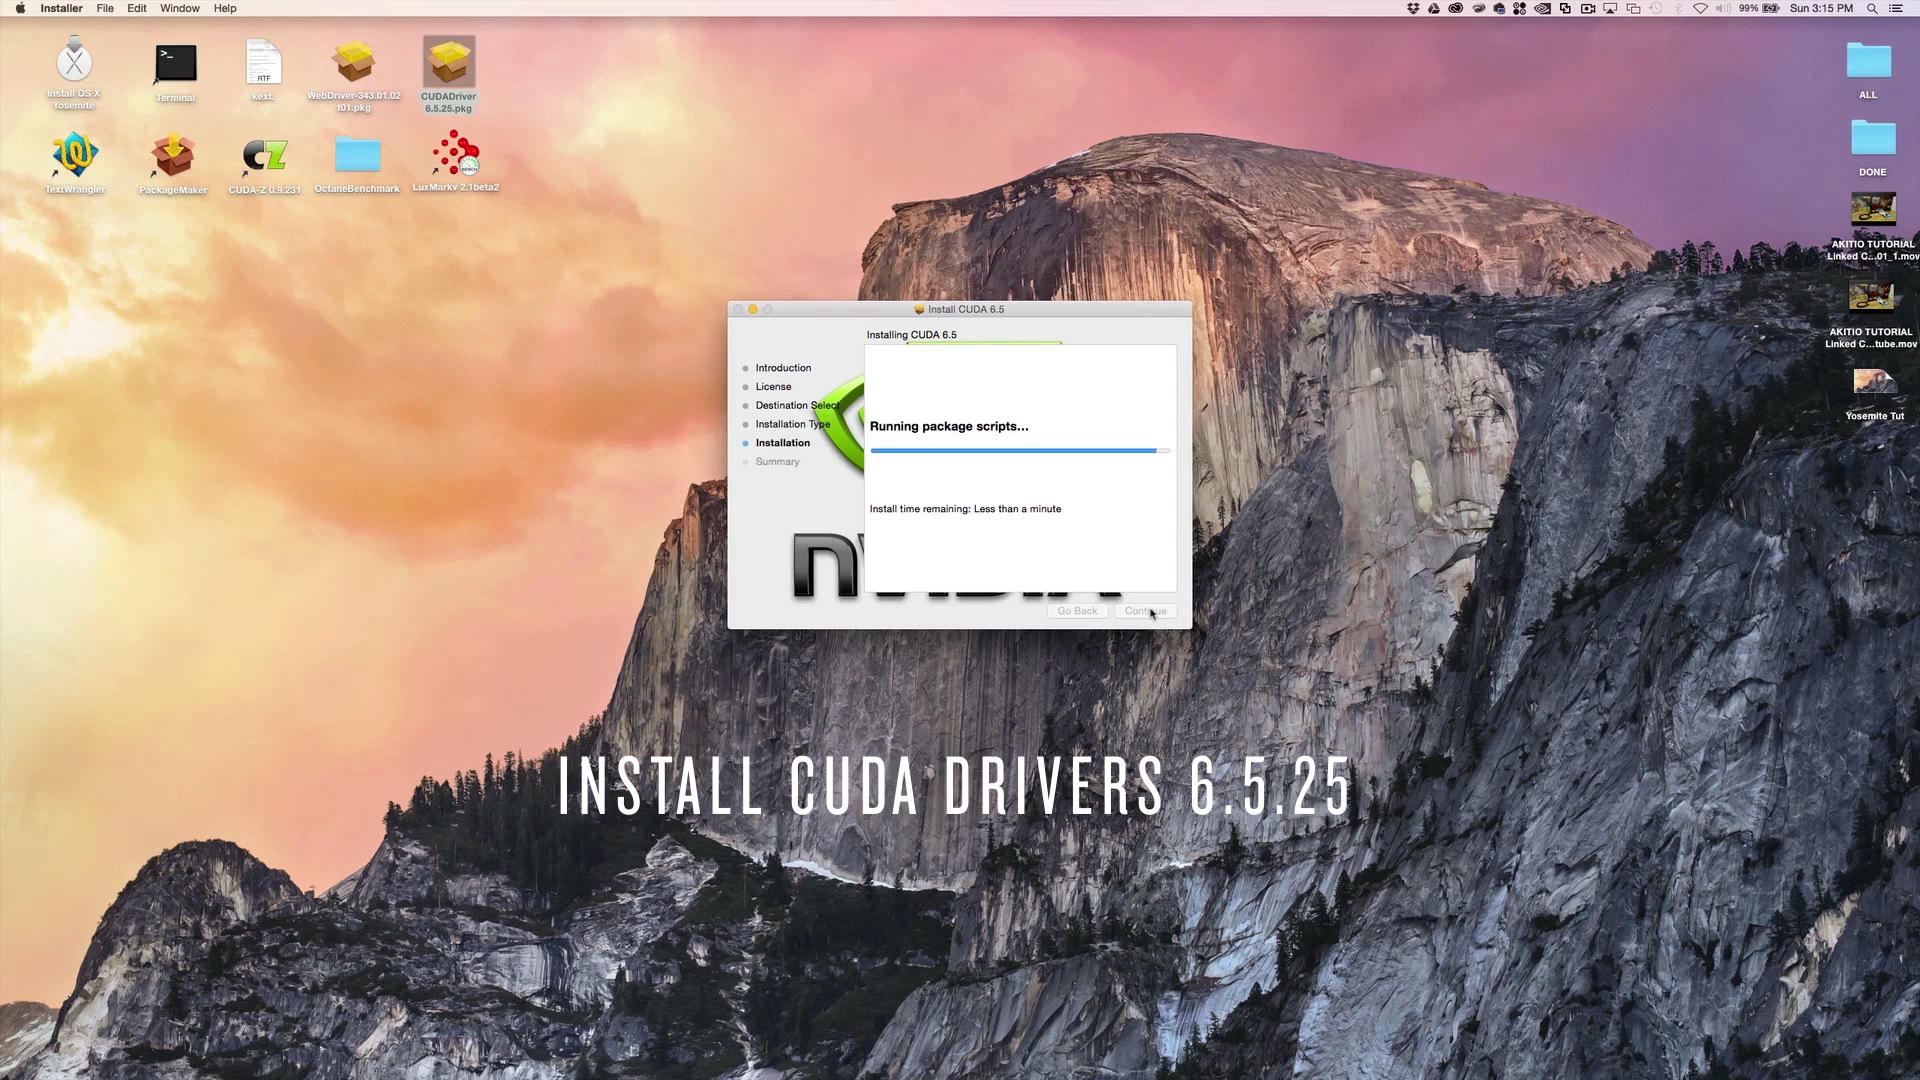 Installer File Edit Window Help
99% Sun 3:15 PM
Install OS X
Yosemite
Terminal
RTF
kext.
WebDriver-343.01.02
f01.pkg
CUDADriver
6.5.25.pkg
TextWrangler
PackageMaker
CUDA-Z 0.9.231
OctaneBenchmark
BENCH
LuxMarkv 2.1beta2
ALL
DONE
AKITIO TUTORIAL
Linked C...01_1.mov
AKITIO TUTORIAL
Linked C...tube.mov
Yosemite Tut
Install CUDA 6.5
Installing CUDA 6.5
Introduction
License
Destination Select
Installation Type
Installation
Summary
Running package scripts...
Install time remaining: Less than a minute
Go Back Continue
INSTALL CUDA DRIVERS 6.5.25